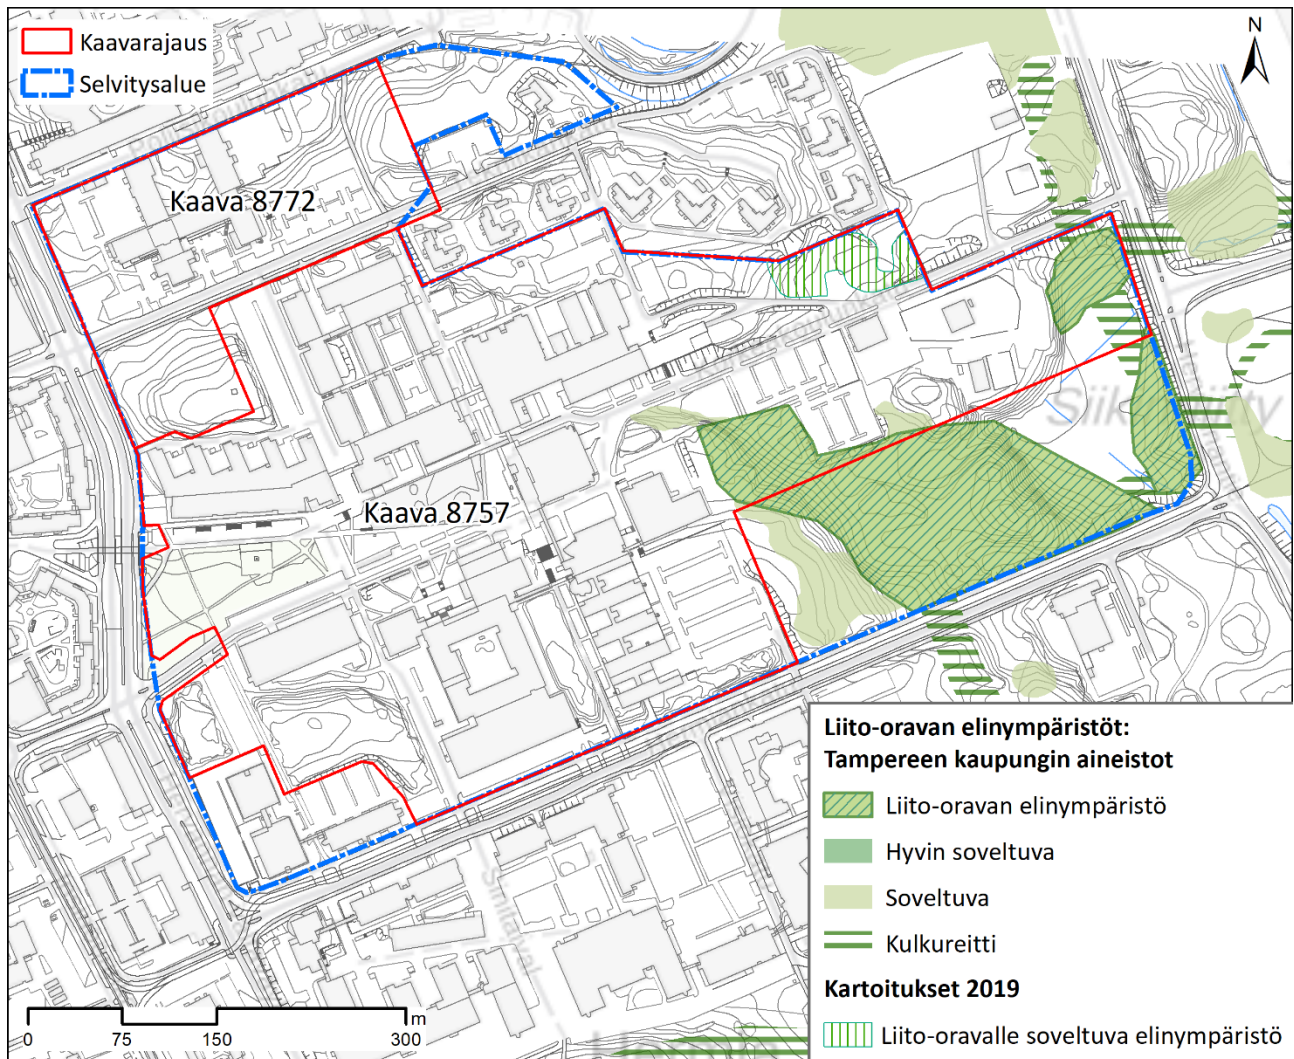 Kaavarajaus
Selvitysalue
N
Kaava 8772
Kaava 8757
Sinitaival
Liito-oravan elinympäristöt:
Tampereen kaupungin aineistot
Liito-oravan elinympäristö
Hyvin soveltuva
Soveltuva
Kulkureitti
Kartoitukset 2019
Liito-oravalle soveltuva elinympäristö
m
0 75 150 300